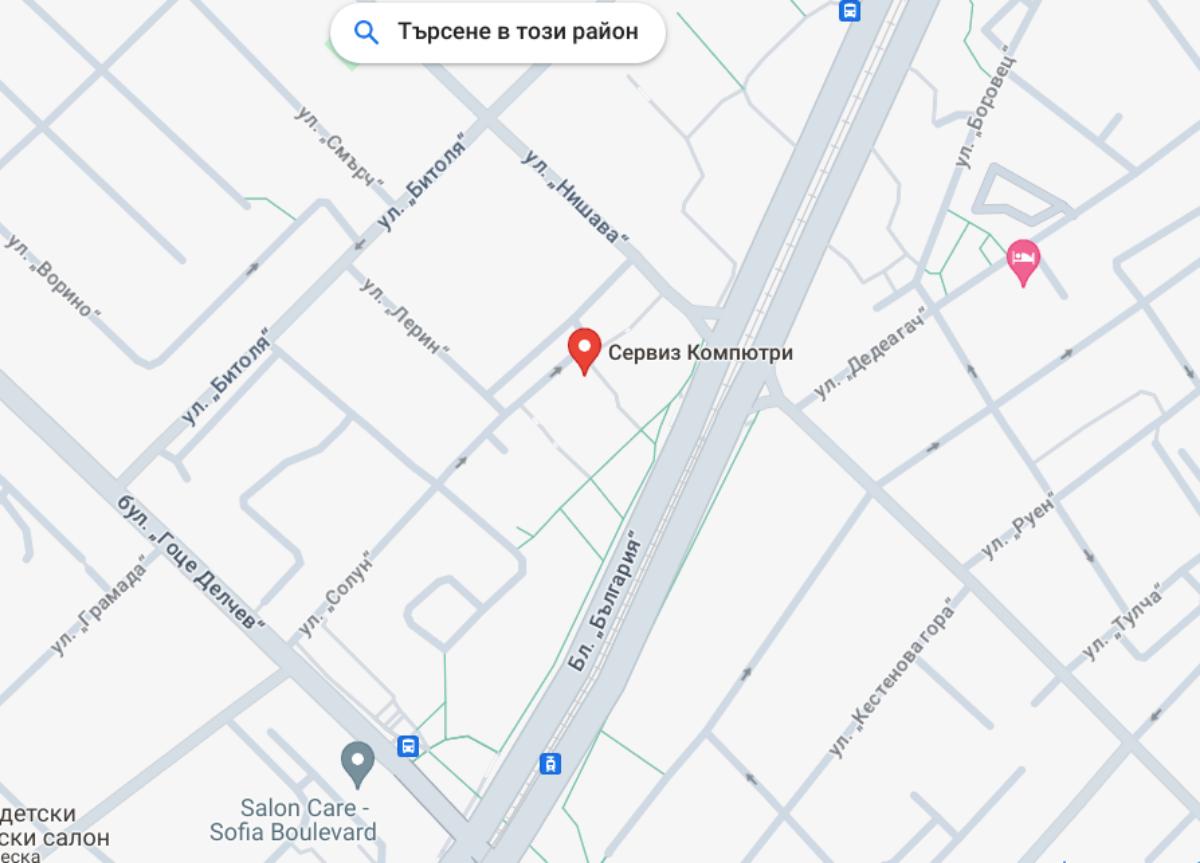 Търсене в този район
ул. „Боровец“
ул. „Смърч“
ул. „Битоля“
ул. „Нишава“
ул. „Ворино“
ул. „Лерин“
Сервиз Компютри
ул. „Дедеагач“
ул. „Битоля“
бул. „Гоце Делчев“
ул. „Грамада“
ул. „Солун“
Бл. „България“
ул. „Руен“
ул. „Тулча“
ул. „Кестенова гора“
Salon Care -
Sofia Boulevard
детски
ски салон
еска